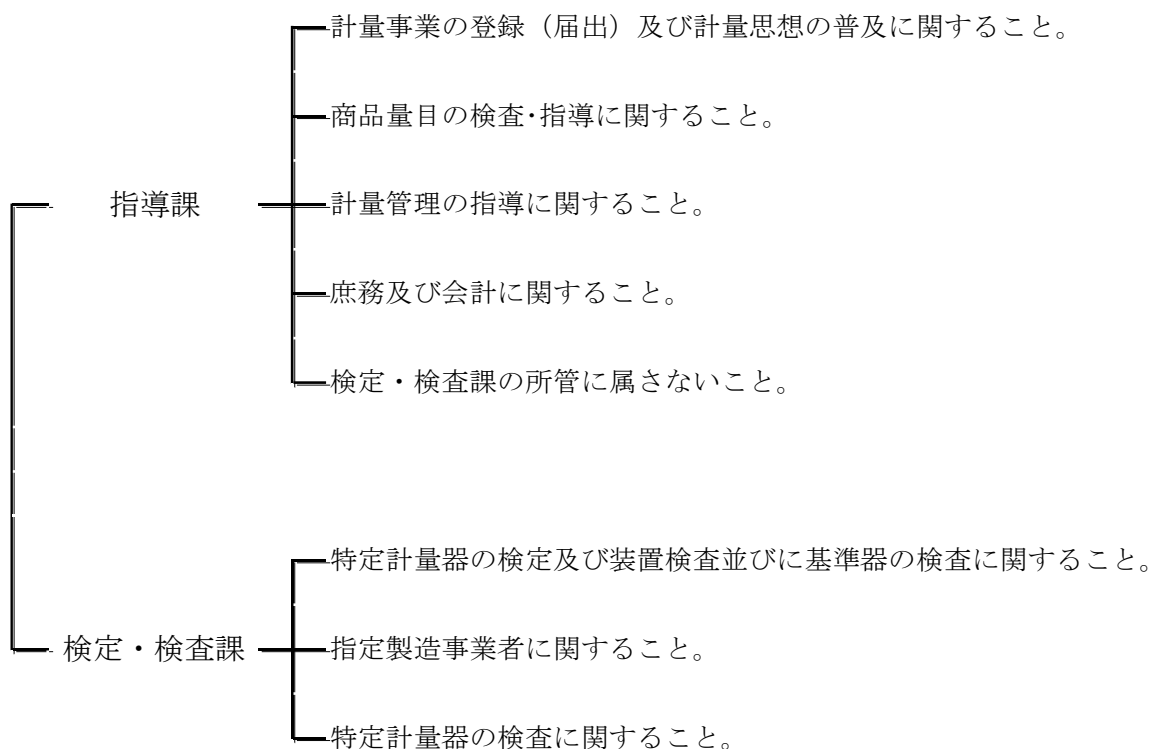 計量事業の登録（届出）及び計量思想の普及に関すること。
商品量目の検査･指導に関すること。
指導課
計量管理の指導に関すること。
庶務及び会計に関すること。
検定・検査課の所管に属さないこと。
特定計量器の検定及び装置検査並びに基準器の検査に関すること。
検定・検査課
指定製造事業者に関すること。
特定計量器の検査に関すること。